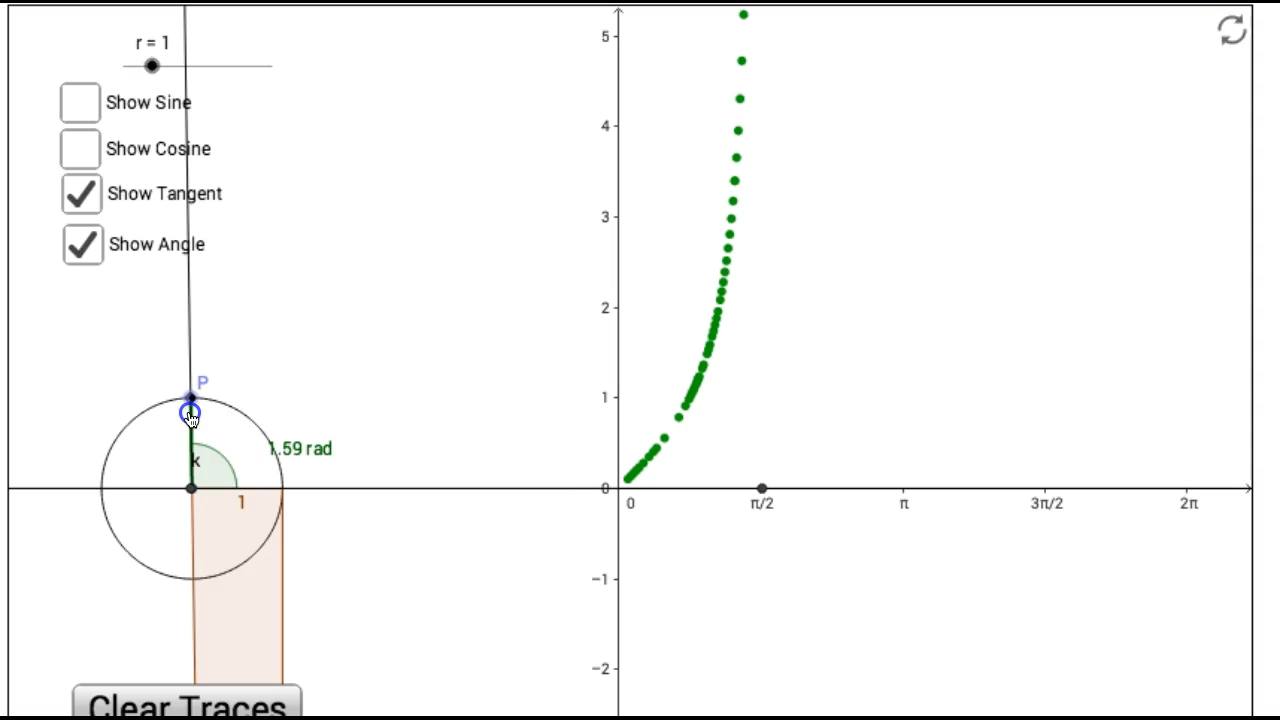 r = 1
Show Sine
Show Cosine
Show Tangent
Show Angle
P
1.59 rad
k
1
Clear Traces
5
4
3
2
1
0
−1
−2
0 π/2 π 3π/2 2π